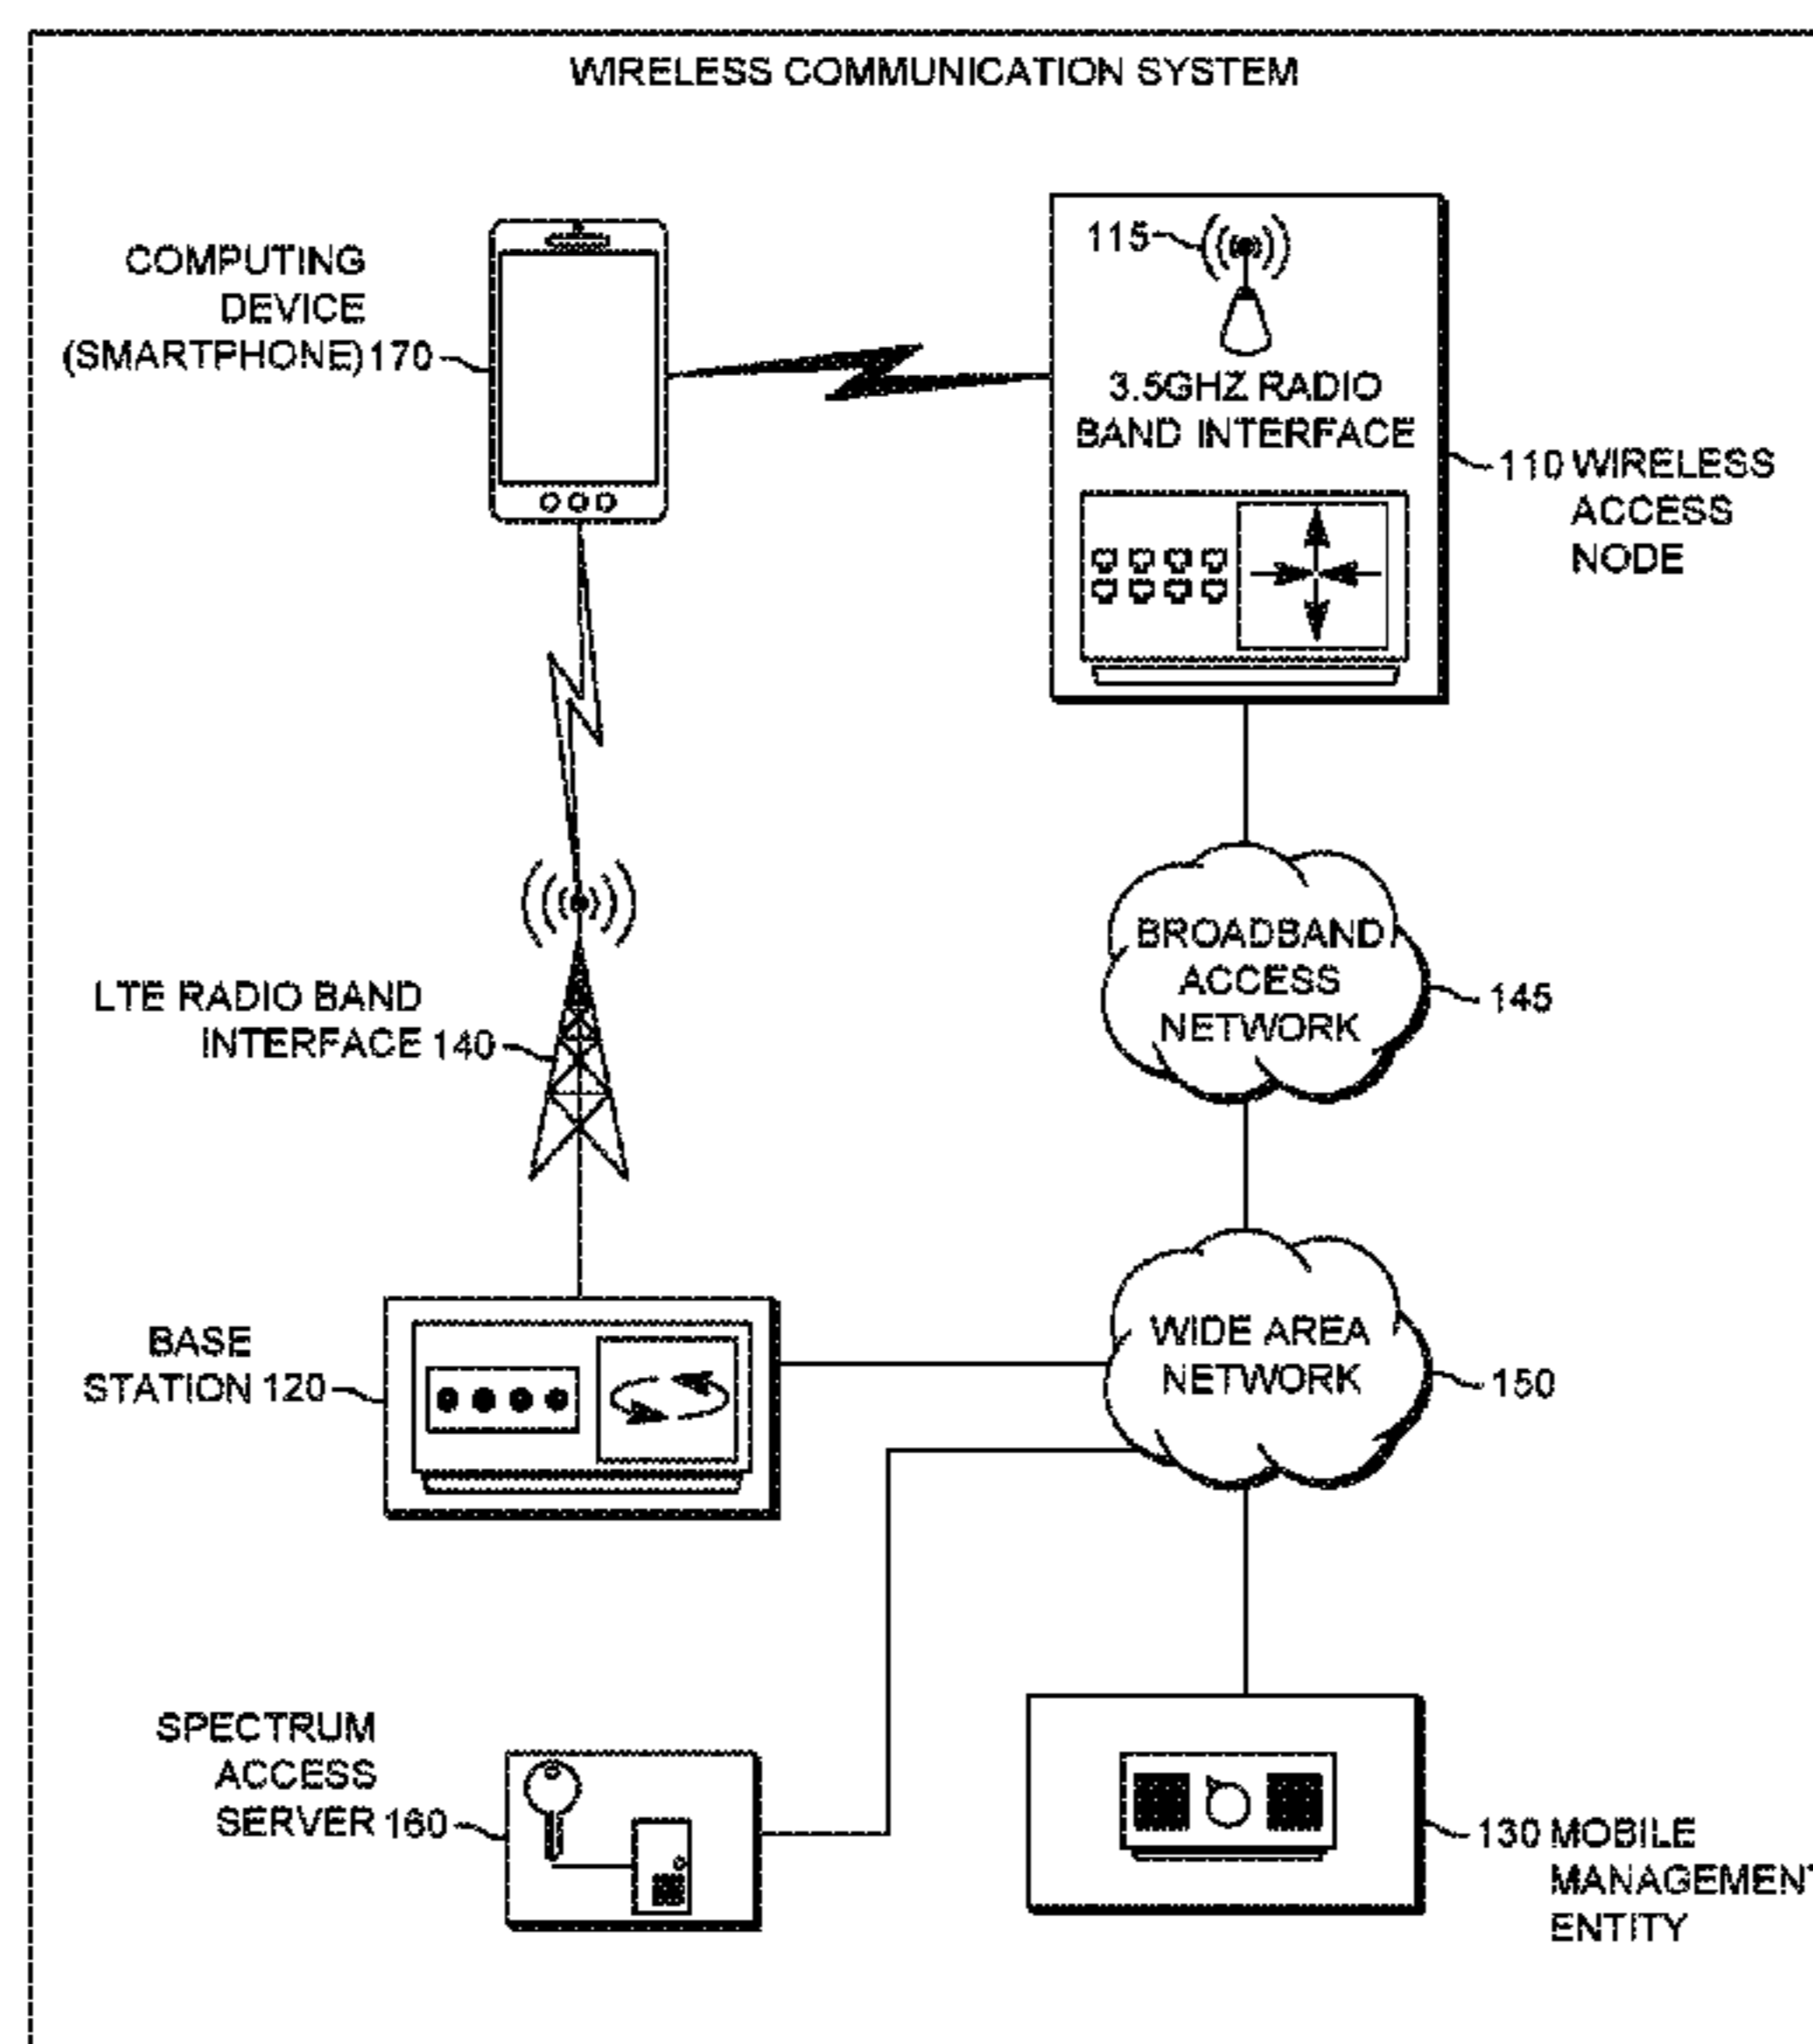 WIRELESS COMMUNICATION SYSTEM
COMPUTING
DEVICE
(SMARTPHONE) 170
115
3.5GHZ RADIO
BAND INTERFACE
110 WIRELESS
ACCESS
NODE
BROADBAND
ACCESS
NETWORK
145
LTE RADIO BAND
INTERFACE 140
WIDE AREA
NETWORK
150
BASE
STATION 120
SPECTRUM
ACCESS
SERVER 160
130 MOBILE
MANAGEMENT
ENTITY